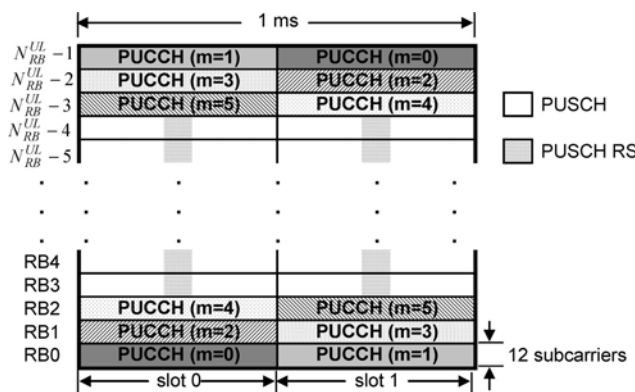 1 ms
N_RB^UL −1 PUCCH (m=1) PUCCH (m=0)
N_RB^UL −2 PUCCH (m=3) PUCCH (m=2)
N_RB^UL −3 PUCCH (m=5) PUCCH (m=4)
N_RB^UL −4
N_RB^UL −5
PUSCH
PUSCH RS
RB4
RB3
RB2 PUCCH (m=4) PUCCH (m=5)
RB1 PUCCH (m=2) PUCCH (m=3)
RB0 PUCCH (m=0) PUCCH (m=1)
12 subcarriers
slot 0 slot 1